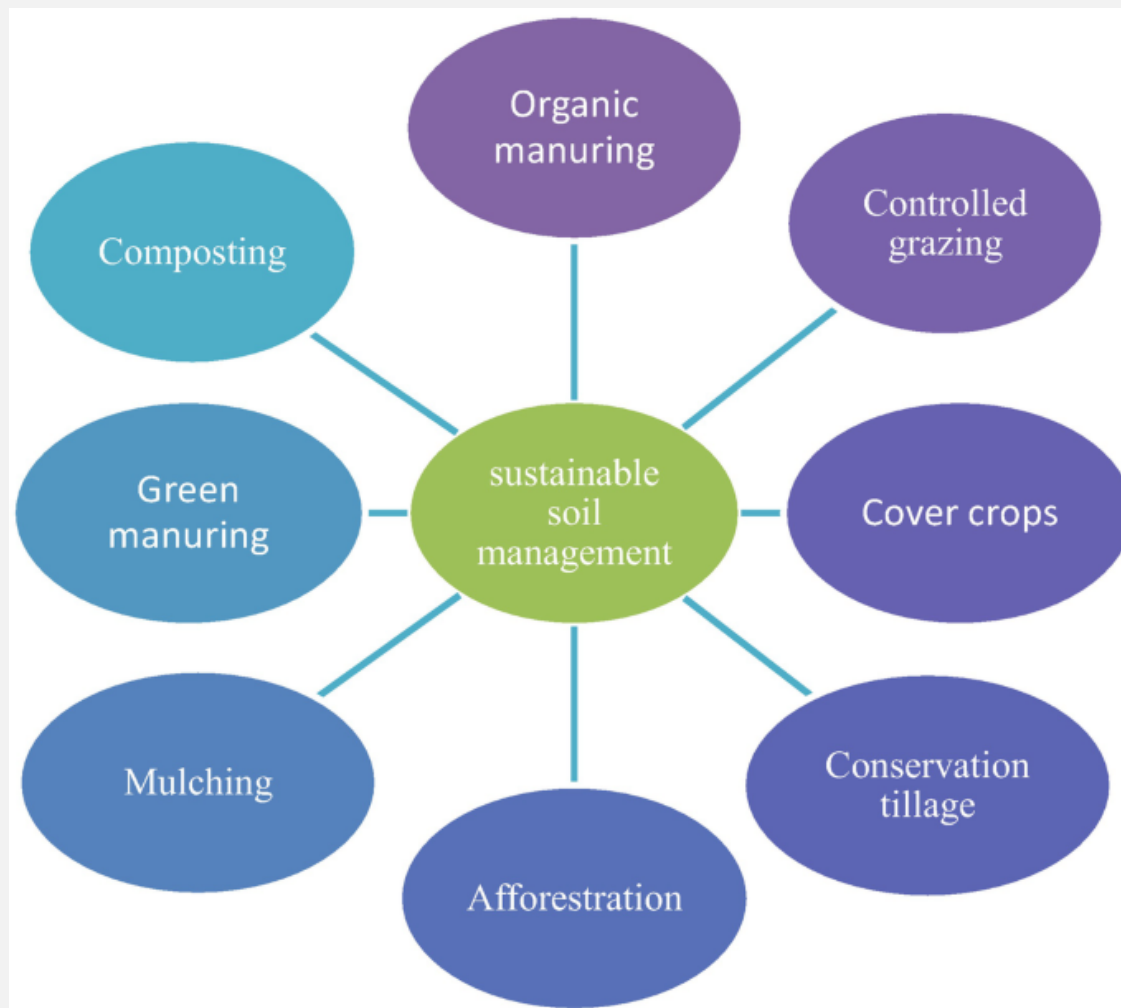 Organic
manuring
Controlled
grazing
Composting
Green
manuring
sustainable
soil
management
Cover crops
Mulching
Conservation
tillage
Afforestration